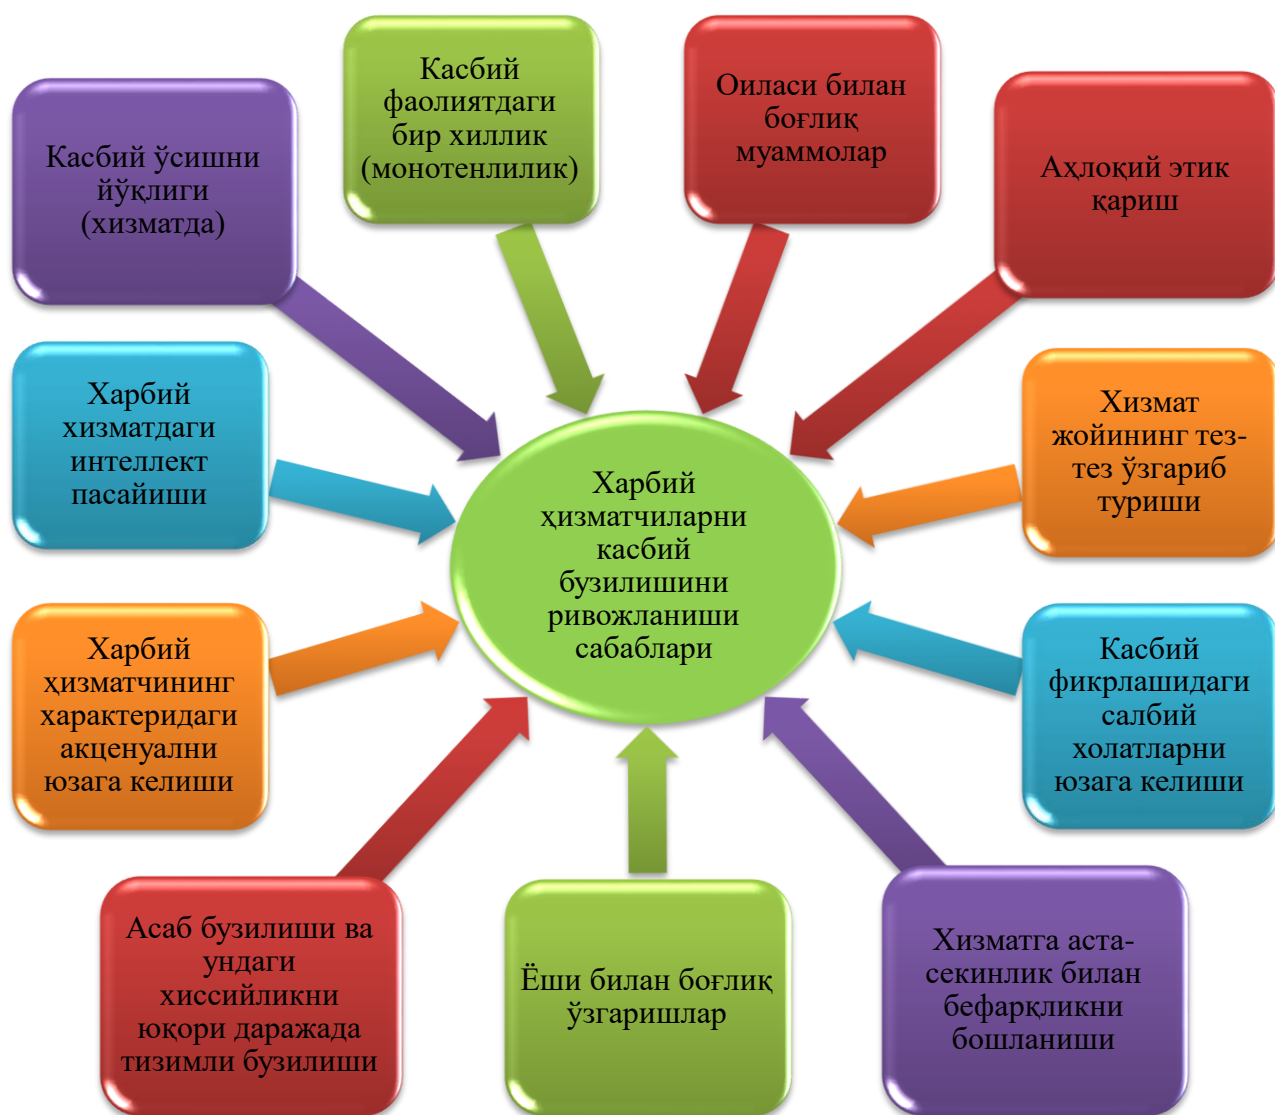 Касбий
фаолиятдаги
бир хиллик
(монотенлилик)
Оиласи билан
боғлиқ
муаммолар
Касбий ўсишни
йўқлиги
(хизматда)
Аҳлоқий этик
қариш
Харбий
хизматдаги
интеллект
пасайиши
Хизмат
жойининг тез-
тез ўзгариб
туриши
Харбий
ҳизматчиларни
касбий
бузилишини
ривожланиши
сабаблари
Харбий
ҳизматчининг
характеридаги
акценуални
юзага келиши
Касбий
фикрлашидаги
салбий
холатларни
юзага келиши
Асаб бузилиши ва
ундаги
хиссийликни
юқори даражада
тизимли бузилиши
Ёши билан боғлиқ
ўзгаришлар
Хизматга аста-
секинлик билан
бефарқликни
бошланиши